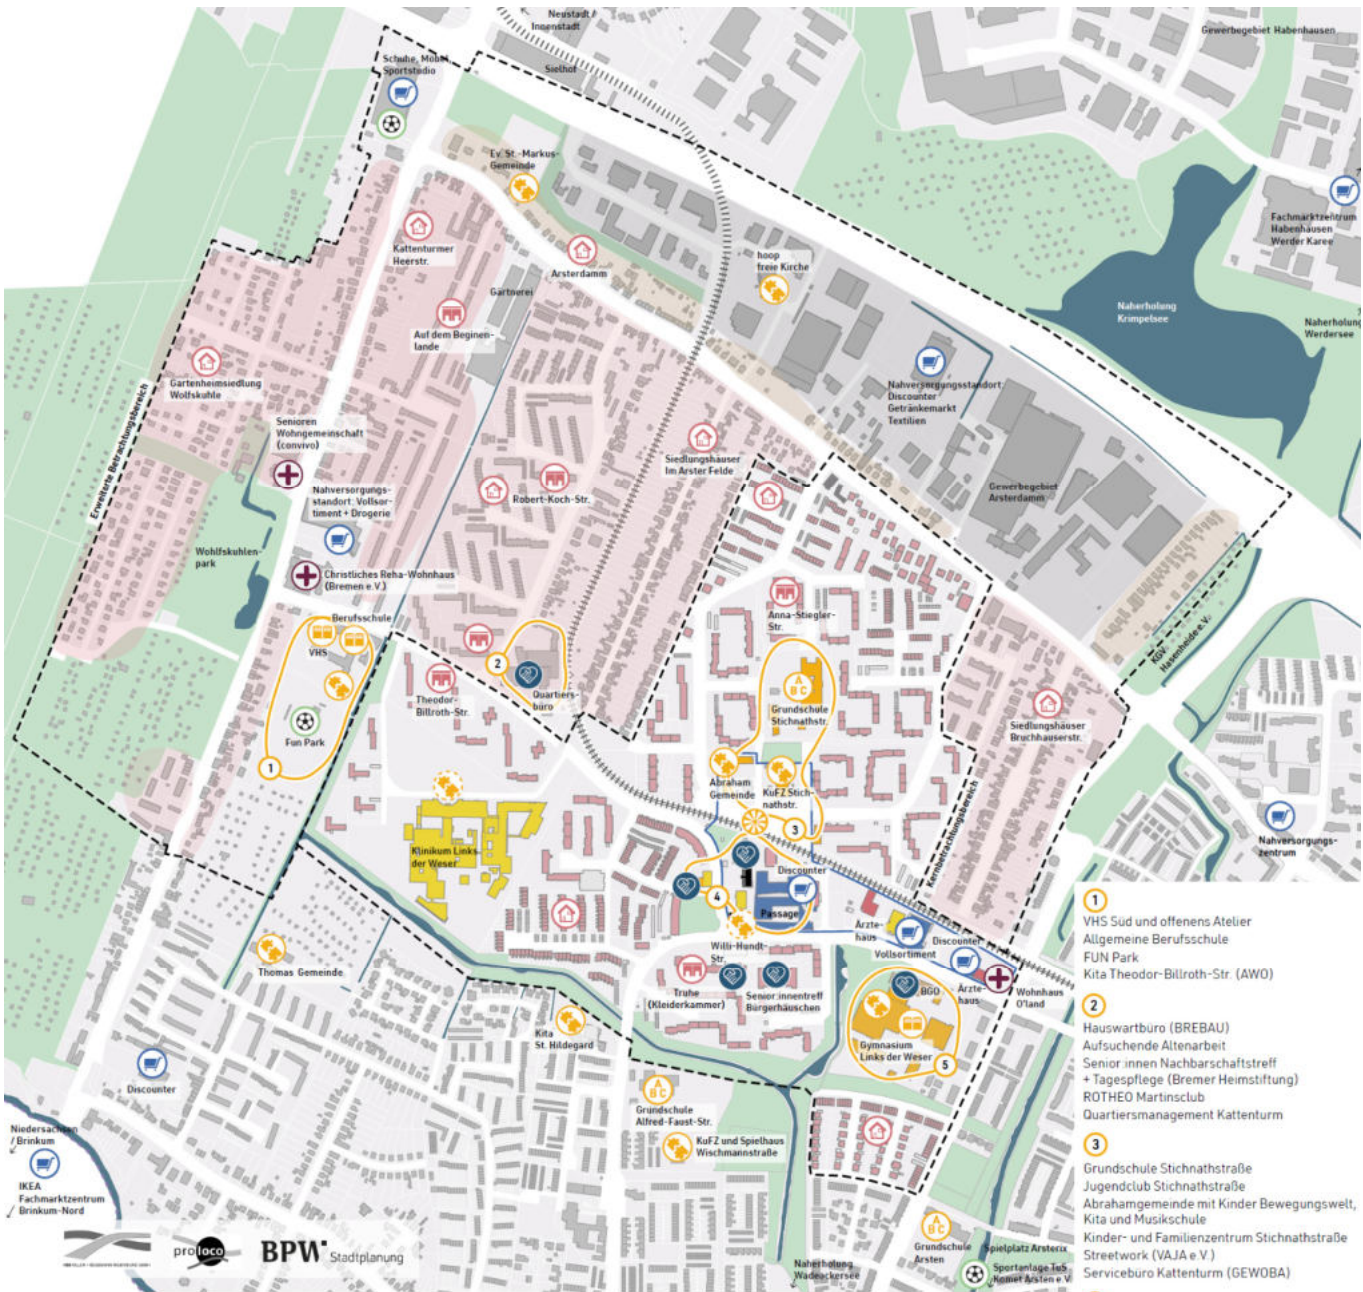 Neustadt /
Innenstadt
Gewerbegebiet Habenhausen
Schuhe, Möbel,
Sportstudio
Sielhof
Ev. St.-Markus-
Gemeinde
Fachmarktzentrum
Habenhausen
Werder Karee
Kattenturmer
Heerstr.
Arsterdamm
hoop
freie Kirche
Gärtnerei
Naherholung
Krimpelsee
Naherholung
Werdersee
Auf dem Beginen-
lande
Gartenheimsiedlung
Wolfskuhle
Nahversorgungsstandort:
Discounter
Getränkemarkt
Textilien
Erweiterte Betrachtungsbereich
Senioren
Wohngemeinschaft
(convivo)
Siedlungshäuser
Im Arster Felde
Nahversorgungs-
standort: Vollsor-
timent + Drogerie
Robert-Koch-Str.
Gewerbegebiet
Arsterdamm
Wohlfskuhlen-
park
Christliches Reha-Wohnhaus
(Bremen e.V.)
Anna-Stiegler-
Str.
Berufsschule
VHS
KGV
Hasenheide e.V.
2
Theodor-
Billroth-Str.
Quartiers-
büro
A
B C
Grundschule
Stichnathstr.
Siedlungshäuser
Bruchhauserstr.
Fun Park
1
Abraham
Gemeinde
KuFZ Stich-
nathstr.
Kernbetrachtungsbereich
3
Klinikum Links
der Weser
Discounter
Nahversorgungs-
zentrum
4
Passage
Ärzte-
haus
Discounter
Vollsortiment
Willi-Hundt-
Str.
Thomas Gemeinde
Truhe
(Kleiderkammer)
Senior:innentreff
Bürgerhäuschen
BGO
Ärzte-
haus
Wohnhaus
O'land
Kita
St. Hildegard
Gymnasium
Links der Weser
5
Discounter
A
B C
Grundschule
Alfred-Faust-Str.
KuFZ und Spielhaus
Wischmannstraße
Niedersachsen
/ Brinkum
IKEA
Fachmarktzentrum
Brinkum-Nord
A
B C
Grundschule
Arsten
Spielplatz Arsterix
Sportanlage TuS
Komet Arsten e.V.
Naherholung
Wadeackersee
proloco
BPW Stadtplanung
1
VHS Süd und offenens Atelier
Allgemeine Berufsschule
FUN Park
Kita Theodor-Billroth-Str. (AWO)
2
Hauswartbüro (BREBAU)
Aufsuchende Altenarbeit
Senior:innen Nachbarschaftstreff
+ Tagespflege (Bremer Heimstiftung)
ROTHEO Martinsclub
Quartiersmanagement Kattenturm
3
Grundschule Stichnathstraße
Jugendclub Stichnathstraße
Abrahamgemeinde mit Kinder Bewegungswelt,
Kita und Musikschule
Kinder- und Familienzentrum Stichnathstraße
Streetwork (VAJA e.V.)
Servicebüro Kattenturm (GEWOBA)